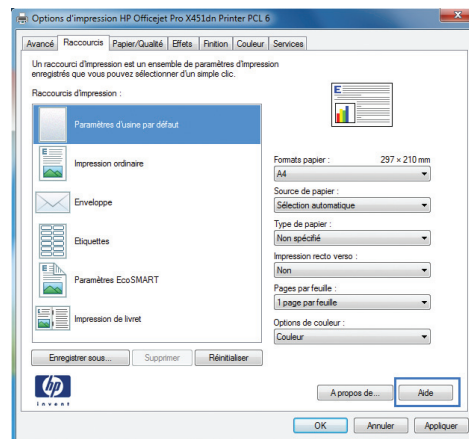 Options d'impression HP Officejet Pro X451dn Printer PCL 6
Avancé Raccourcis Papier/Qualité Effets Finition Couleur Services
Un raccourci d'impression est un ensemble de paramètres d'impression
enregistrés que vous pouvez sélectionner d'un simple clic.
Raccourcis d'impression :
Paramètres d'usine par défaut
Impression ordinaire
Enveloppe
Etiquettes
Paramètres EcoSMART
Impression de livret
Enregistrer sous... Supprimer Réinitialiser
E
Formats papier : 297 × 210 mm
A4
Source de papier :
Sélection automatique
Type de papier :
Non spécifié
Impression recto verso :
Non
Pages par feuille :
1 page par feuille
Options de couleur :
Couleur
hp
invent
A propos de... Aide
OK Annuler Appliquer